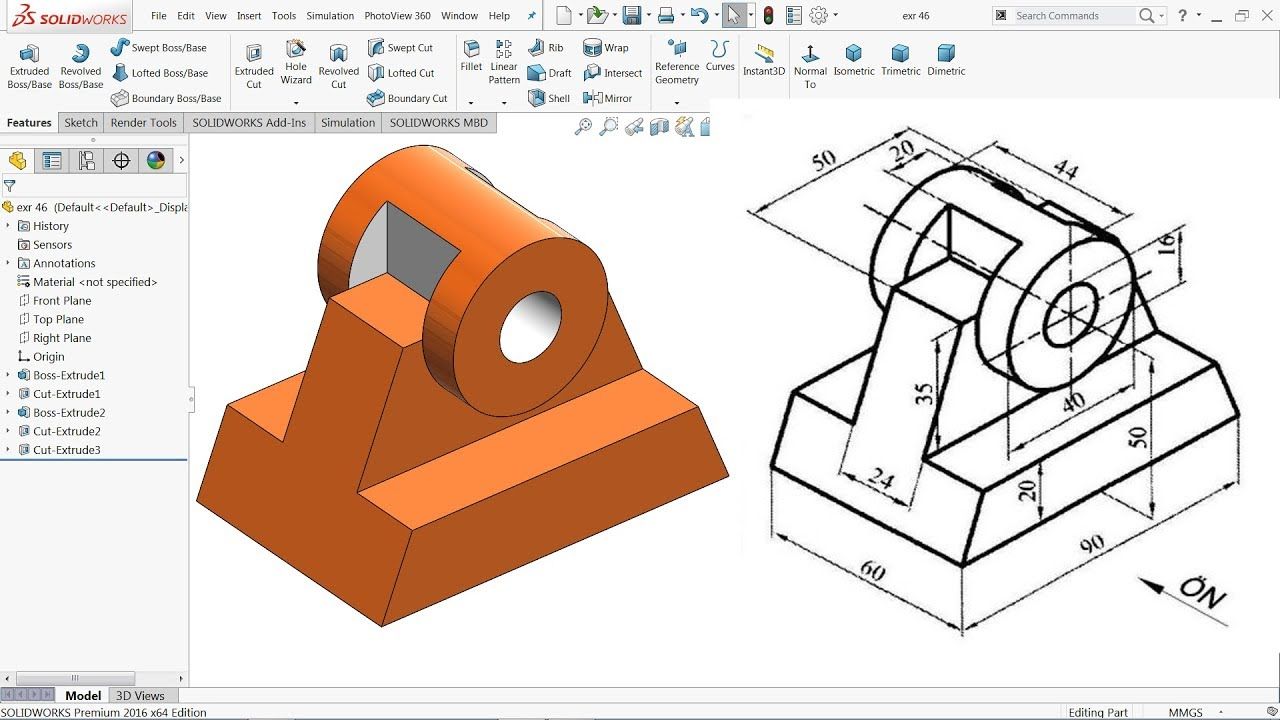 SOLIDWORKS
File Edit View Insert Tools Simulation PhotoView 360 Window Help
exr 46
Search Commands
?
Extruded Boss/Base
Revolved Boss/Base
Swept Boss/Base
Lofted Boss/Base
Boundary Boss/Base
Extruded Cut
Hole Wizard
Revolved Cut
Swept Cut
Lofted Cut
Boundary Cut
Fillet
Linear Pattern
Rib
Draft
Shell
Wrap
Intersect
Mirror
Reference Geometry
Curves
Instant3D
Normal To
Isometric
Trimetric
Dimetric
Features Sketch Render Tools SOLIDWORKS Add-Ins Simulation SOLIDWORKS MBD
exr 46 (Default<<Default>_Displa
History
Sensors
Annotations
Material <not specified>
Front Plane
Top Plane
Right Plane
Origin
Boss-Extrude1
Cut-Extrude1
Boss-Extrude2
Cut-Extrude2
Cut-Extrude3
50
20
44
16
35
40
50
24
20
60
90
ÖN
Model 3D Views
SOLIDWORKS Premium 2016 x64 Edition
Editing Part
MMGS